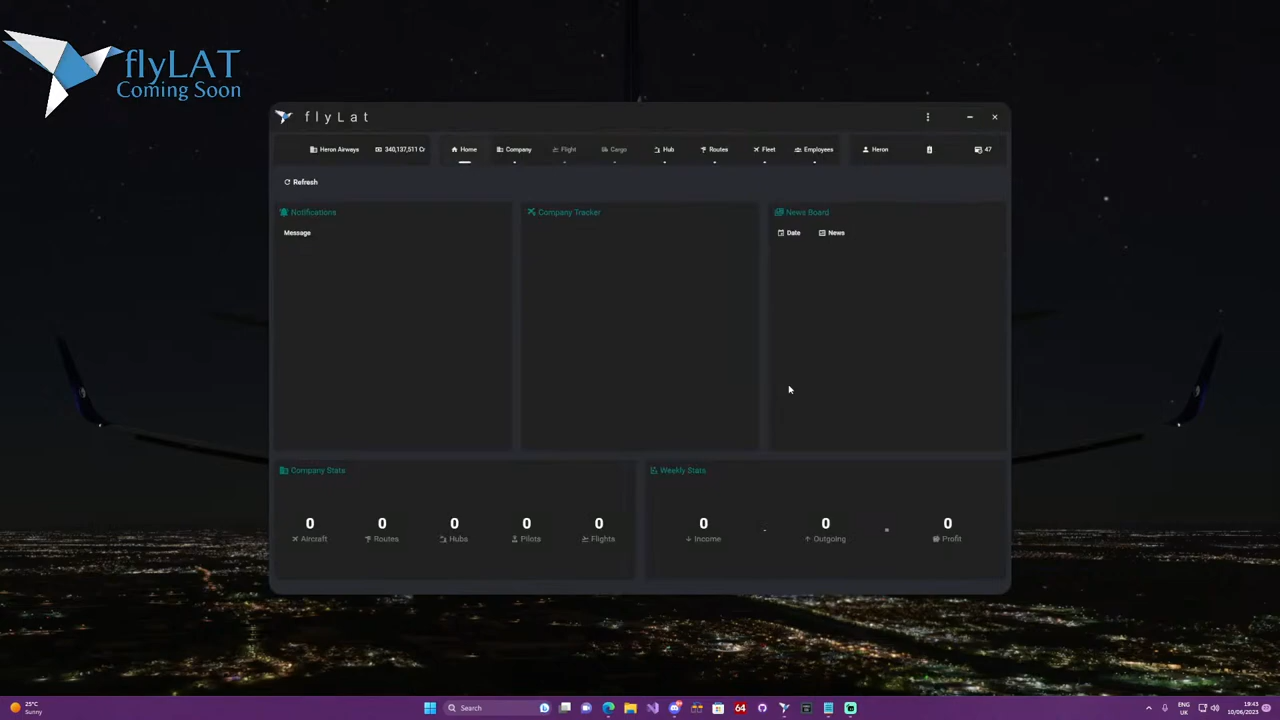 flyLAT
Coming Soon
flyLat
Heron Airways 340,137,511 Cr Home Company Flight Cargo Hub Routes Fleet Employees Heron 47
Refresh
Notifications Company Tracker News Board
Message Date News
Company Stats Weekly Stats
0 0 0 0 0 0 - 0 = 0
Aircraft Routes Hubs Pilots Flights Income Outgoing Profit
25°C
Sunny
Search
64
ENG
UK
19:43
10/06/2023